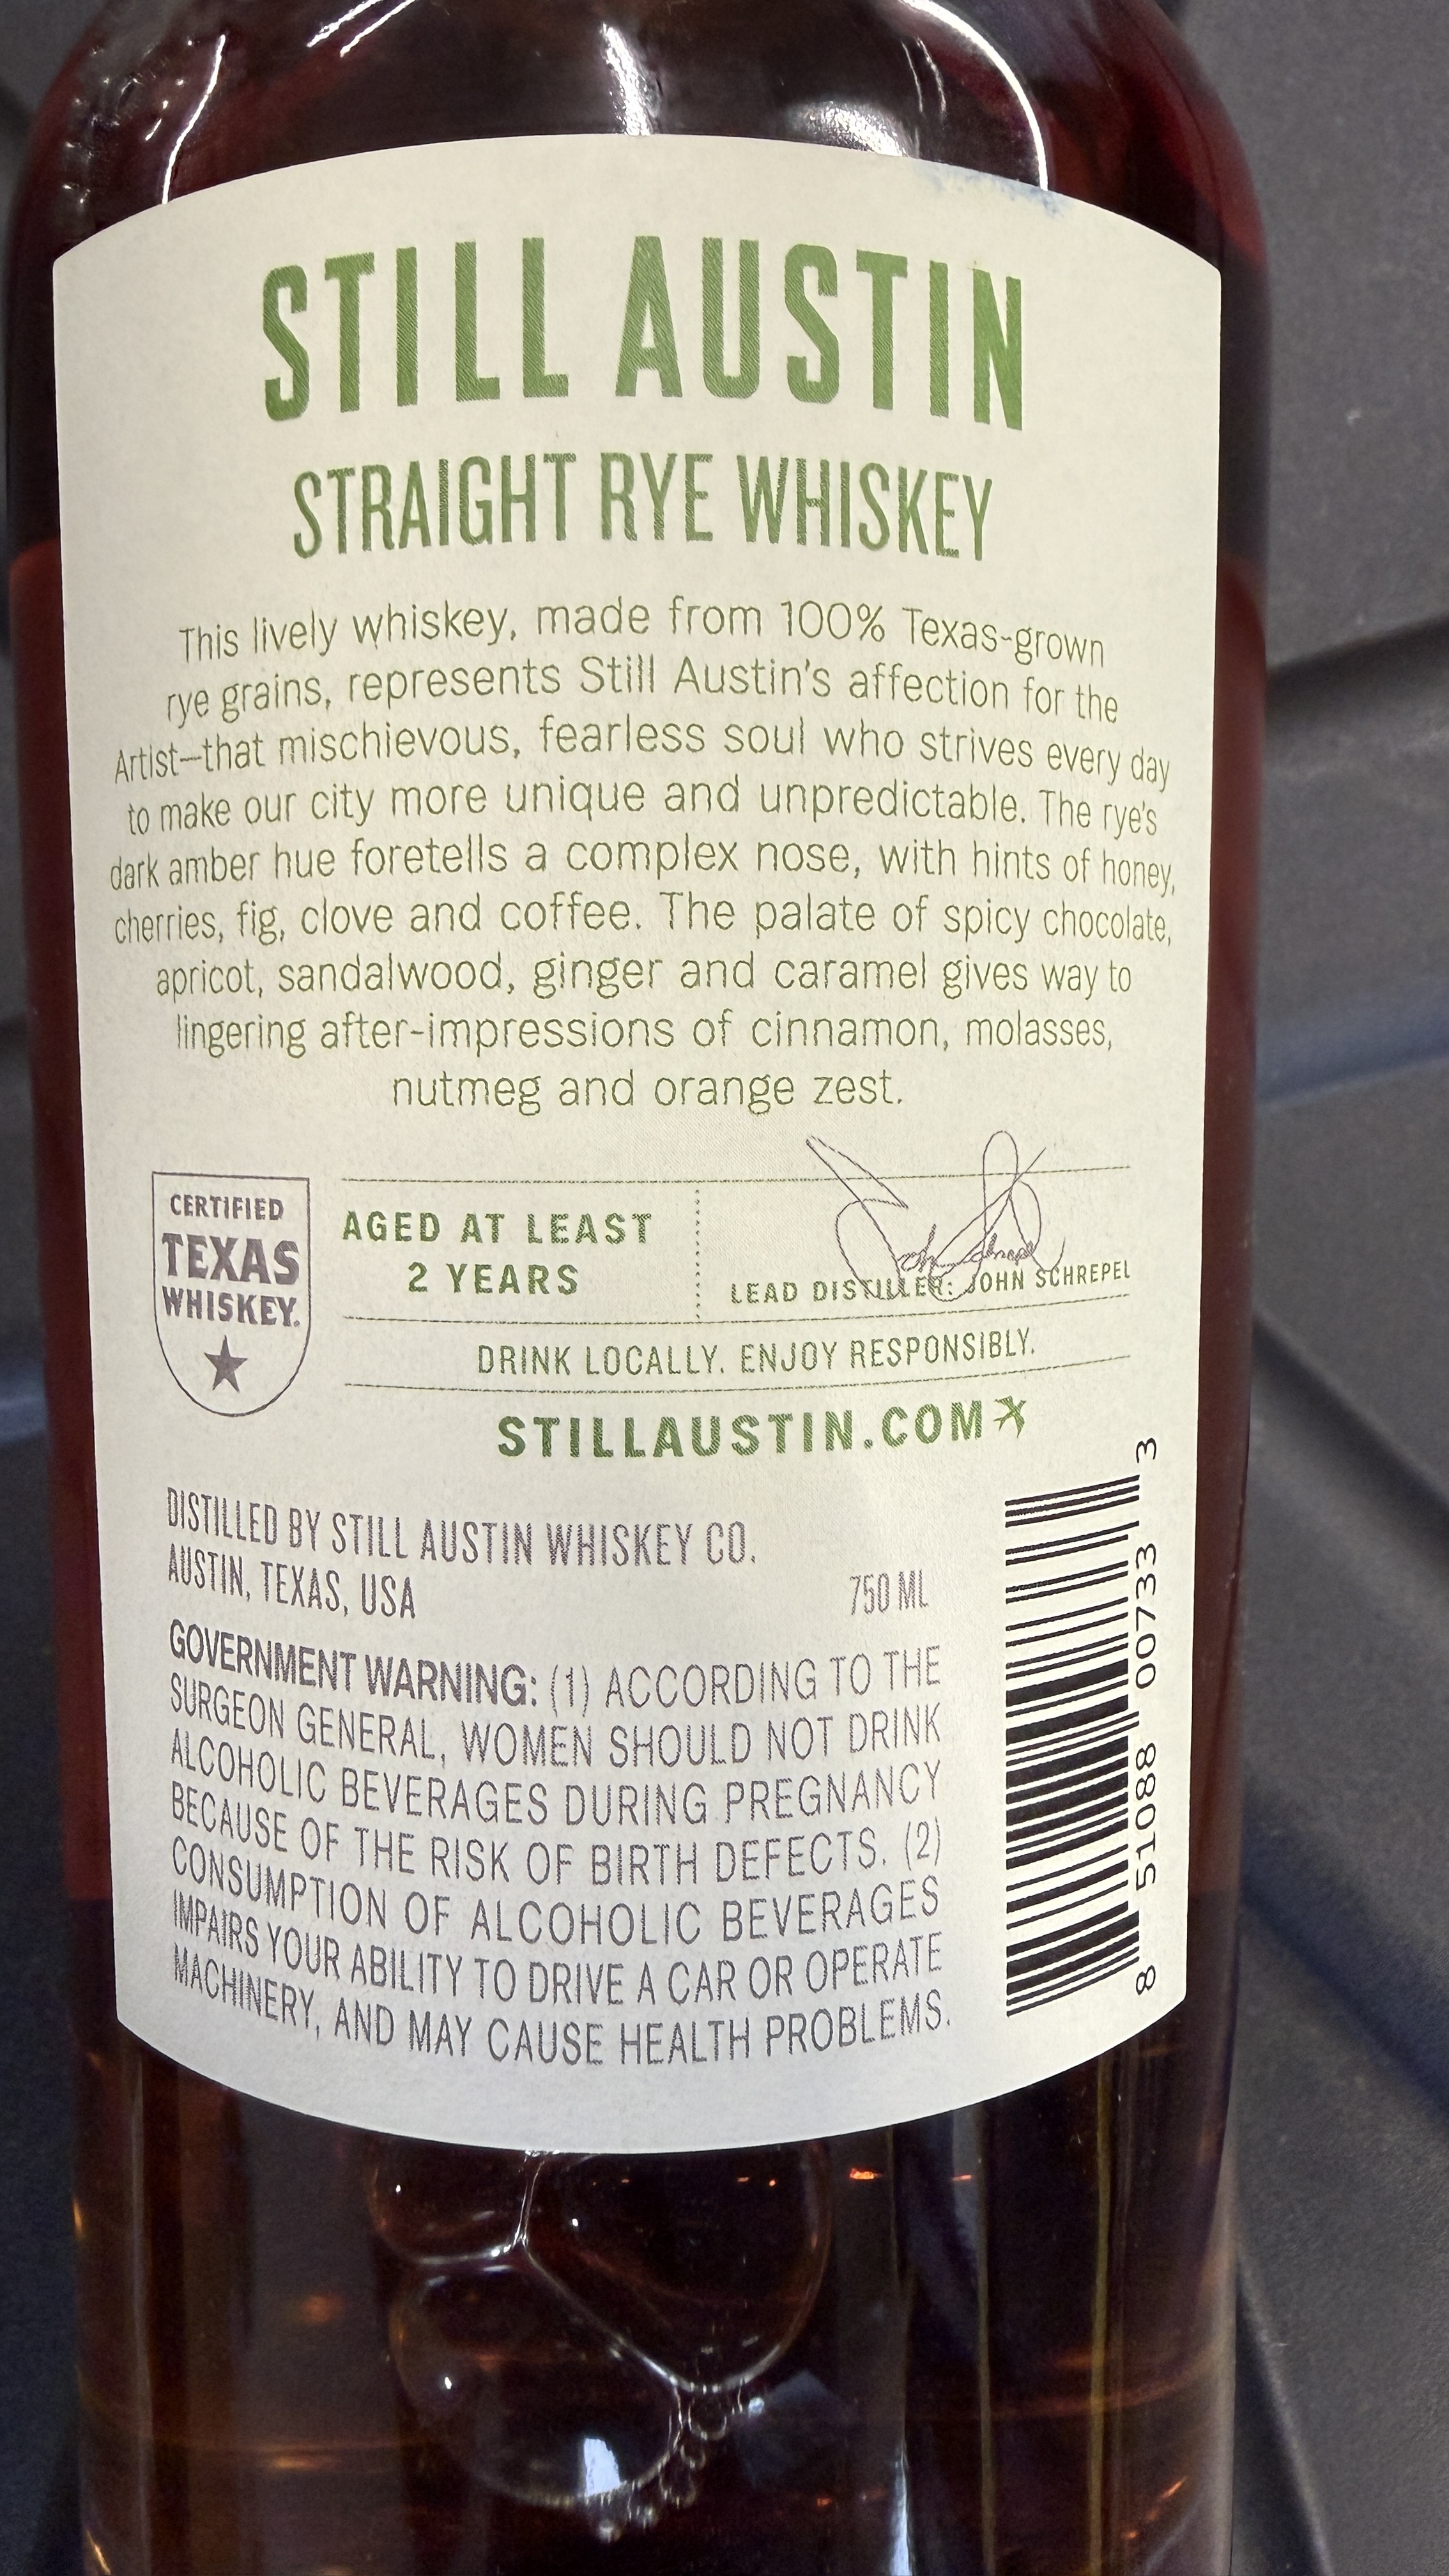 STILL AUSTIN
STRAIGHT RYE WHISKEY
This lively whiskey, made from 100% Texas-grown
rye grains, represents Still Austin's affection for the
Artist—that mischievous, fearless soul who strives every day
to make our city more unique and unpredictable. The rye's
dark amber hue foretells a complex nose, with hints of honey,
cherries, fig, clove and coffee. The palate of spicy chocolate,
apricot, sandalwood, ginger and caramel gives way to
lingering after-impressions of cinnamon, molasses,
nutmeg and orange zest.
CERTIFIED
TEXAS
WHISKEY.
AGED AT LEAST
2 YEARS
John Schrepel
LEAD DISTILLER: JOHN SCHREPEL
DRINK LOCALLY. ENJOY RESPONSIBLY.
STILLAUSTIN.COM
DISTILLED BY STILL AUSTIN WHISKEY CO.
AUSTIN, TEXAS, USA
750 ML
GOVERNMENT WARNING: (1) ACCORDING TO THE
SURGEON GENERAL, WOMEN SHOULD NOT DRINK
ALCOHOLIC BEVERAGES DURING PREGNANCY
BECAUSE OF THE RISK OF BIRTH DEFECTS. (2)
CONSUMPTION OF ALCOHOLIC BEVERAGES
IMPAIRS YOUR ABILITY TO DRIVE A CAR OR OPERATE
MACHINERY, AND MAY CAUSE HEALTH PROBLEMS.
8 51088 00733 3